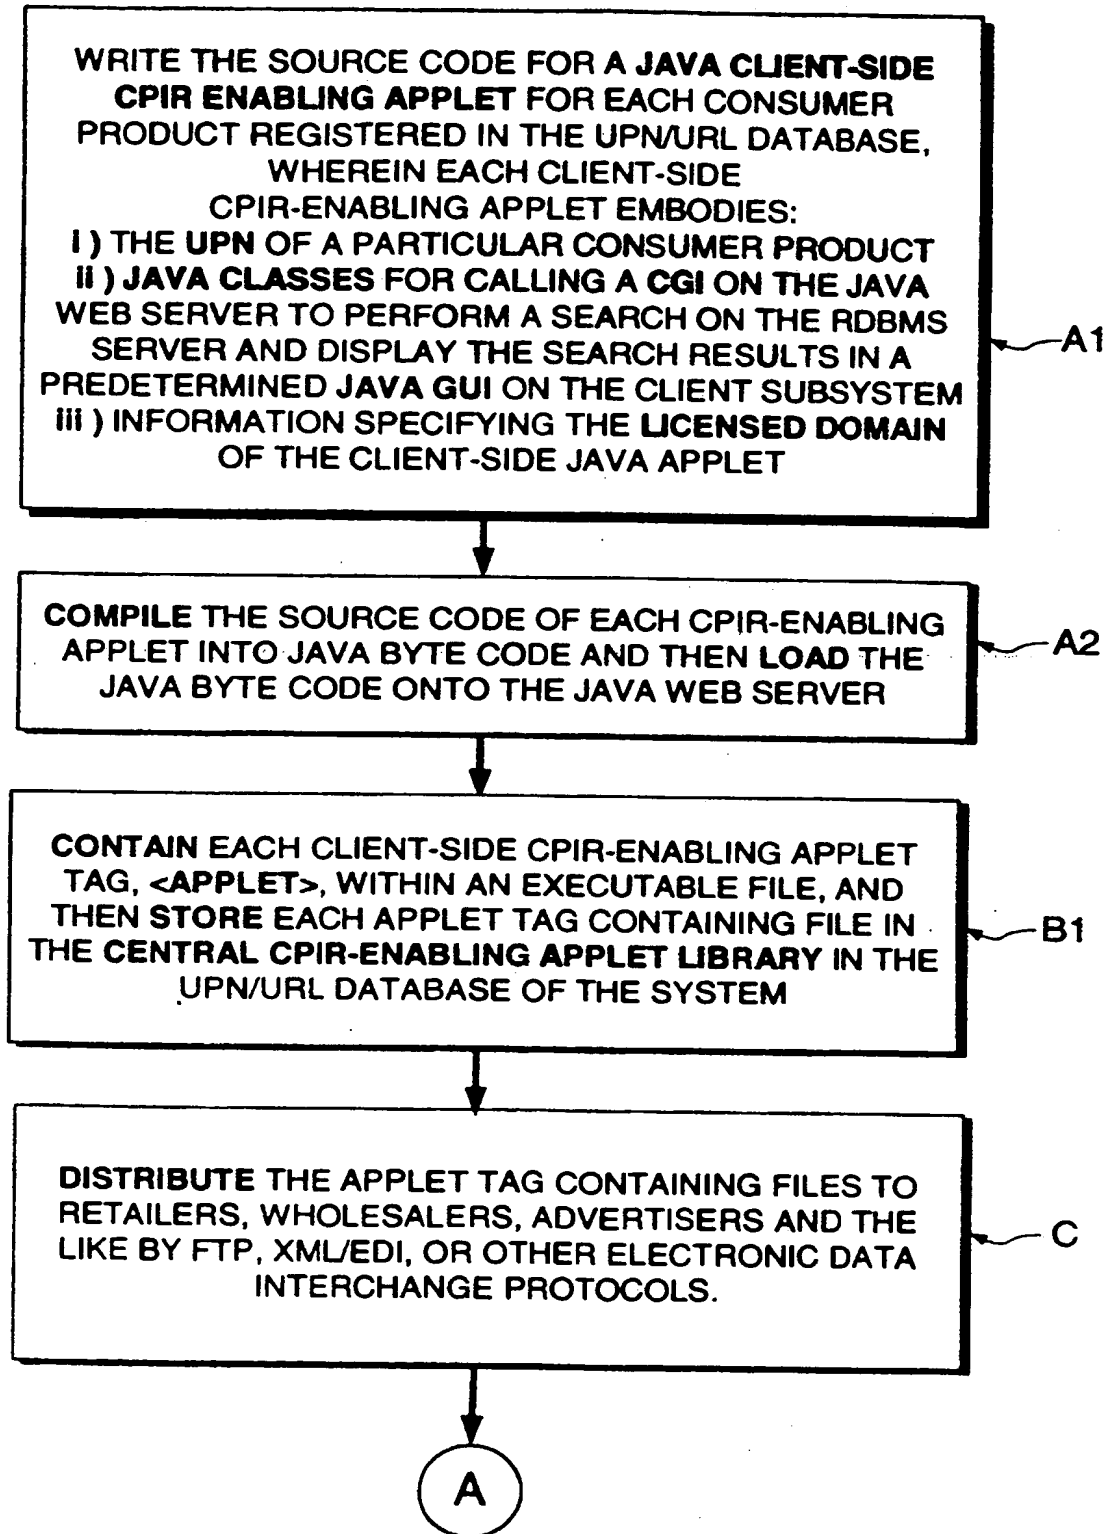 WRITE THE SOURCE CODE FOR A JAVA CLIENT-SIDE
CPIR ENABLING APPLET FOR EACH CONSUMER
PRODUCT REGISTERED IN THE UPN/URL DATABASE,
WHEREIN EACH CLIENT-SIDE
CPIR-ENABLING APPLET EMBODIES:
i ) THE UPN OF A PARTICULAR CONSUMER PRODUCT
ii ) JAVA CLASSES FOR CALLING A CGI ON THE JAVA
WEB SERVER TO PERFORM A SEARCH ON THE RDBMS
SERVER AND DISPLAY THE SEARCH RESULTS IN A
PREDETERMINED JAVA GUI ON THE CLIENT SUBSYSTEM
iii ) INFORMATION SPECIFYING THE LICENSED DOMAIN
OF THE CLIENT-SIDE JAVA APPLET
A1
COMPILE THE SOURCE CODE OF EACH CPIR-ENABLING
APPLET INTO JAVA BYTE CODE AND THEN LOAD THE
JAVA BYTE CODE ONTO THE JAVA WEB SERVER
A2
CONTAIN EACH CLIENT-SIDE CPIR-ENABLING APPLET
TAG, <APPLET>, WITHIN AN EXECUTABLE FILE, AND
THEN STORE EACH APPLET TAG CONTAINING FILE IN
THE CENTRAL CPIR-ENABLING APPLET LIBRARY IN THE
UPN/URL DATABASE OF THE SYSTEM
B1
DISTRIBUTE THE APPLET TAG CONTAINING FILES TO
RETAILERS, WHOLESALERS, ADVERTISERS AND THE
LIKE BY FTP, XML/EDI, OR OTHER ELECTRONIC DATA
INTERCHANGE PROTOCOLS.
C
A